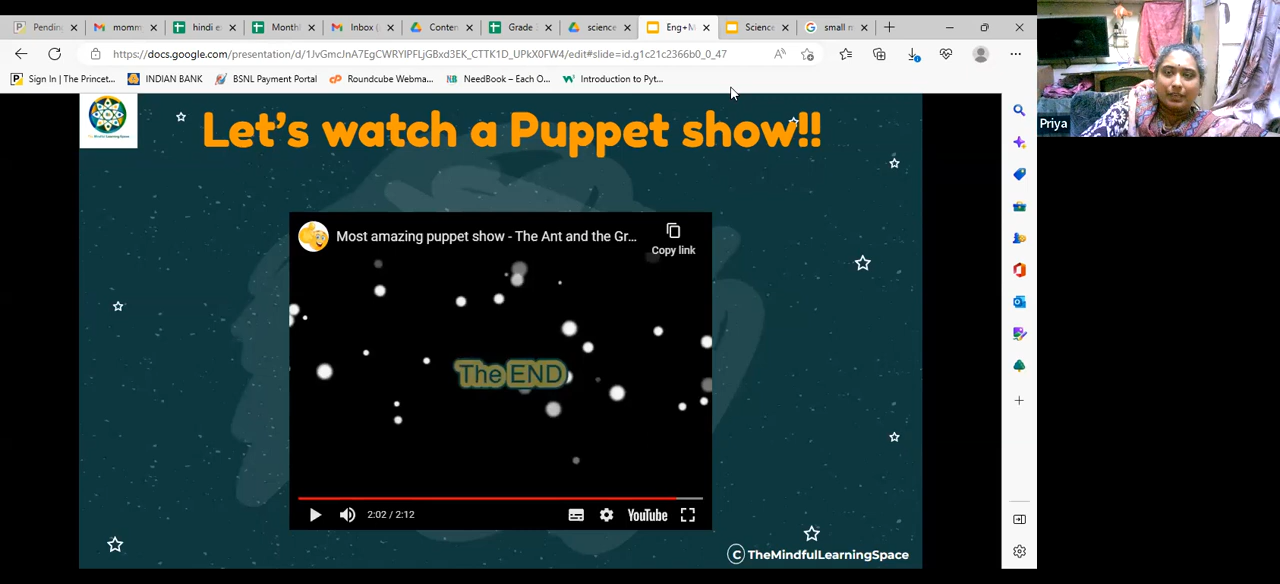 Pending
momm
hindi e
Month
Inbox (
Conten
Grade
science
Eng+M
Science
small n
https://docs.google.com/presentation/d/1JvGmcJnA7EgCWRYIPFLjGBxd3EK_CTTK1D_UPkX0FW4/edit#slide=id.g1c21c2366b0_0_47
Sign In | The Princet...
INDIAN BANK
BSNL Payment Portal
Roundcube Webma...
NeedBook – Each O...
Introduction to Pyt...
Priya
Let's watch a Puppet show!!
Most amazing puppet show - The Ant and the Gr...
Copy link
The END
2:02 / 2:12
YouTube
© TheMindfulLearningSpace